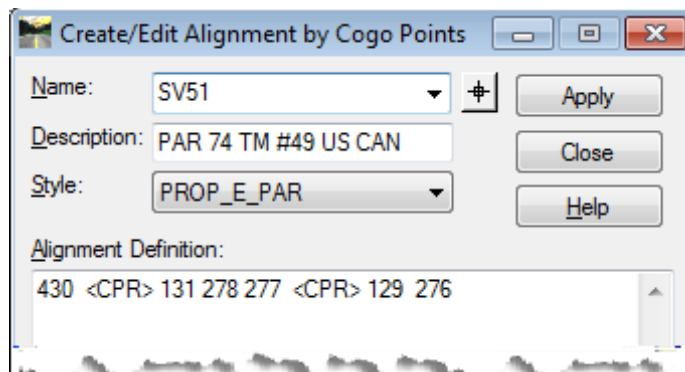 Create/Edit Alignment by Cogo Points
Name: SV51 Apply
Description: PAR 74 TM #49 US CAN Close
Style: PROP_E_PAR Help
Alignment Definition:
430 <CPR> 131 278 277 <CPR> 129 276